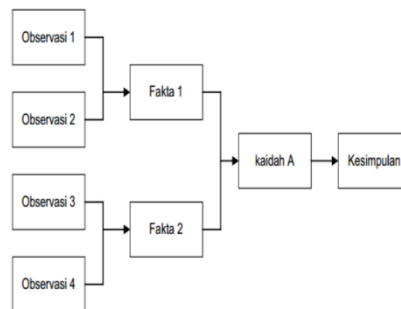 Observasi 1
Observasi 2
Observasi 3
Observasi 4
Fakta 1
Fakta 2
kaidah A
Kesimpulan